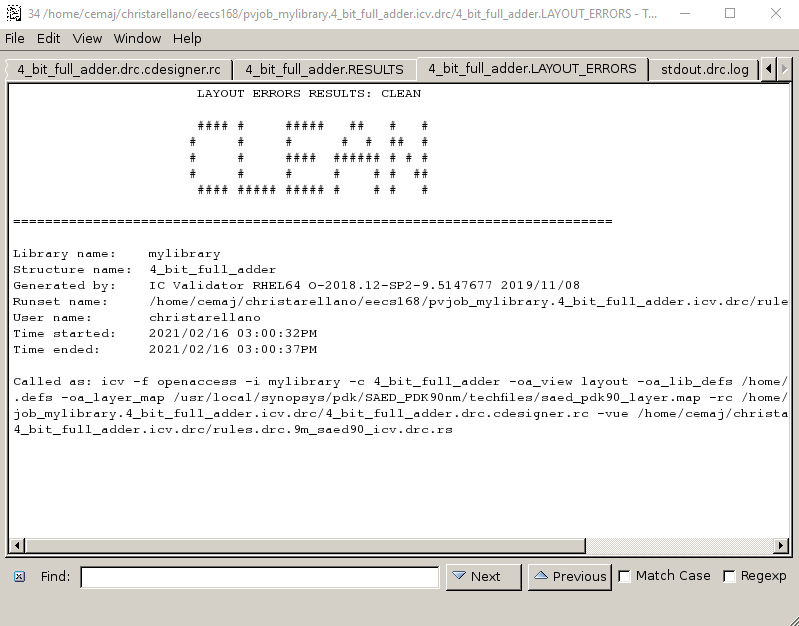 34 /home/cemaj/christarellano/eecs168/pvjob_mylibrary.4_bit_full_adder.icv.drc/4_bit_full_adder.LAYOUT_ERRORS - T...
File Edit View Window Help
4_bit_full_adder.drc.cdesigner.rc 4_bit_full_adder.RESULTS 4_bit_full_adder.LAYOUT_ERRORS stdout.drc.log
LAYOUT ERRORS RESULTS: CLEAN
#### #     #####   ##   #   #
#     #     #      #  #  ##  #
#     #     ####  ###### # # #
#     #     #     #    # #  ##
#### ##### ##### #    # #   #
===========================================================================
Library name: mylibrary
Structure name: 4_bit_full_adder
Generated by: IC Validator RHEL64 O-2018.12-SP2-9.5147677 2019/11/08
Runset name: /home/cemaj/christarellano/eecs168/pvjob_mylibrary.4_bit_full_adder.icv.drc/rule
User name: christarellano
Time started: 2021/02/16 03:00:32PM
Time ended: 2021/02/16 03:00:37PM
Called as: icv -f openaccess -i mylibrary -c 4_bit_full_adder -oa_view layout -oa_lib_defs /home/
.defs -oa_layer_map /usr/local/synopsys/pdk/SAED_PDK90nm/techfiles/saed_pdk90_layer.map -rc /home/
job_mylibrary.4_bit_full_adder.icv.drc/4_bit_full_adder.drc.cdesigner.rc -vue /home/cemaj/christa
4_bit_full_adder.icv.drc/rules.drc.9m_saed90_icv.drc.rs
Find: Next Previous Match Case Regexp